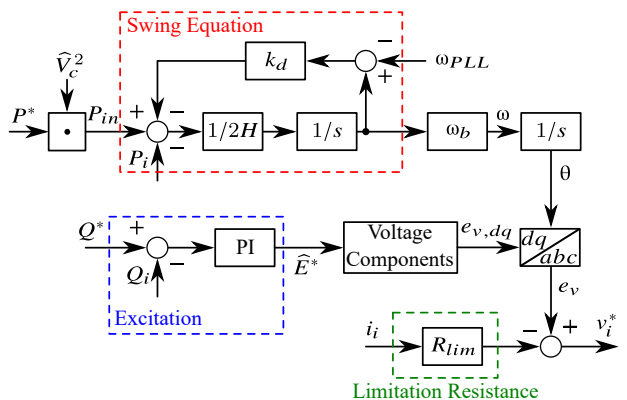 Swing Equation
V̂c²
kd
−
ωPLL
+
P*
·
Pin
+
−
−
Pi
1/2H
1/s
ωb
ω
1/s
θ
Q*
+
−
Qi
PI
Ê*
Excitation
Voltage
Components
ev,dq
dq
abc
ev
ii
Rlim
−
+
vi*
Limitation Resistance